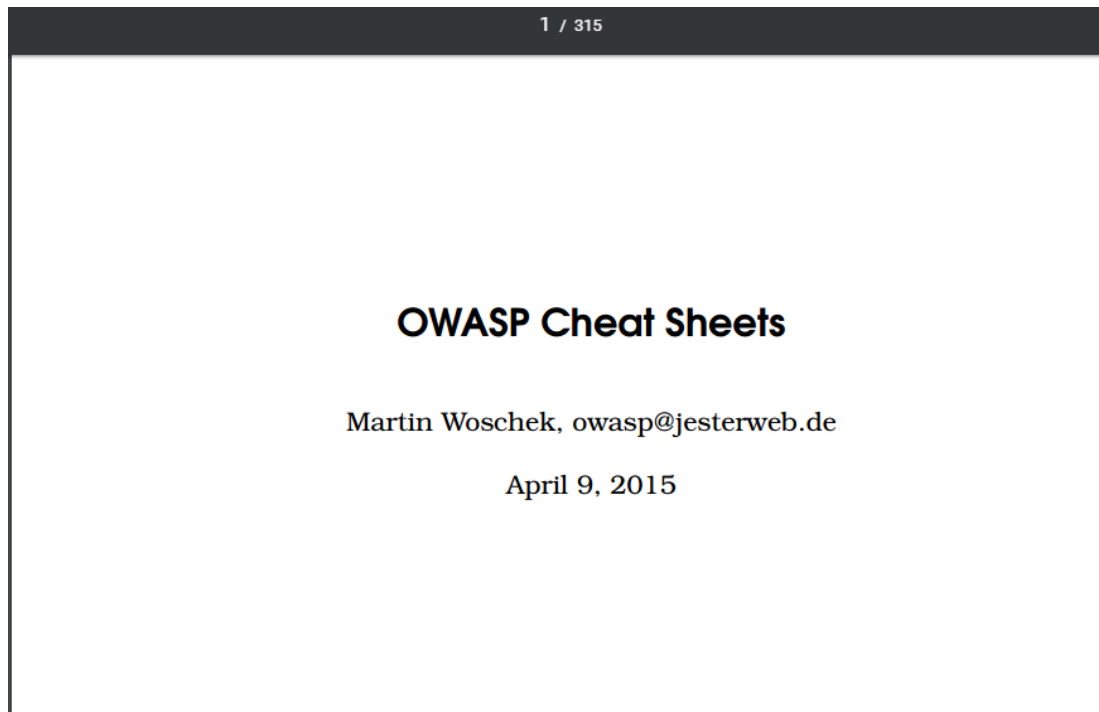 1 / 315
OWASP Cheat Sheets
Martin Woschek, owasp@jesterweb.de
April 9, 2015